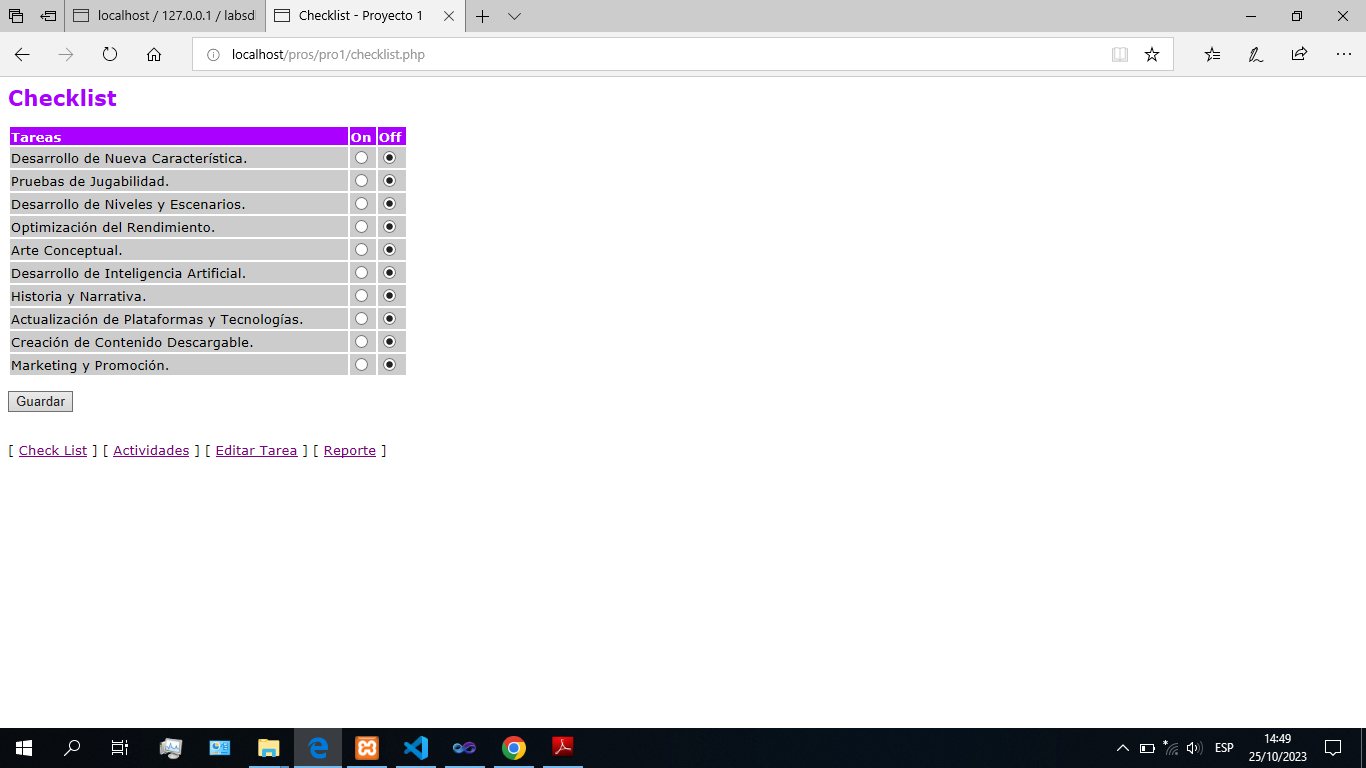 localhost / 127.0.0.1 / labsd
Checklist - Proyecto 1
localhost/pros/pro1/checklist.php
Checklist
Tareas On Off
Desarrollo de Nueva Característica.
Pruebas de Jugabilidad.
Desarrollo de Niveles y Escenarios.
Optimización del Rendimiento.
Arte Conceptual.
Desarrollo de Inteligencia Artificial.
Historia y Narrativa.
Actualización de Plataformas y Tecnologías.
Creación de Contenido Descargable.
Marketing y Promoción.
Guardar
[ Check List ] [ Actividades ] [ Editar Tarea ] [ Reporte ]
ESP
14:49
25/10/2023